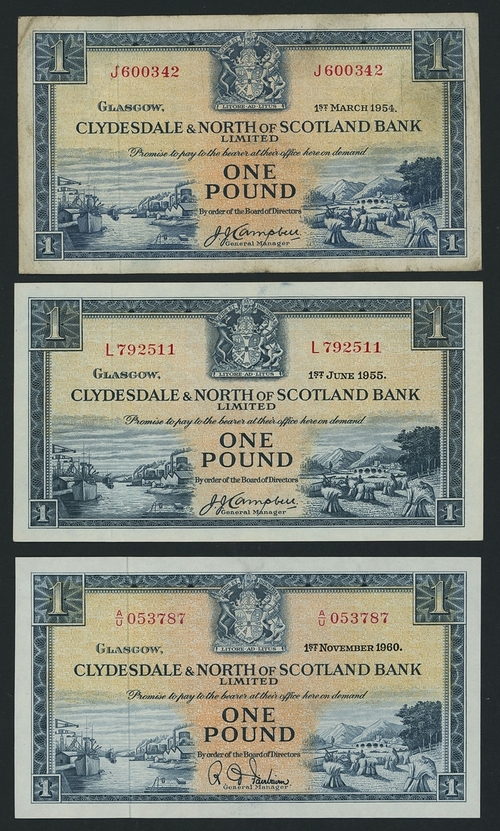 1 1
J600342 J600342
LITORE·AD·LITUS
GLASGOW, 1ST MARCH 1954.
CLYDESDALE & NORTH OF SCOTLAND BANK
LIMITED
Promise to pay to the bearer at their office here on demand
ONE
POUND
By order of the Board of Directors
J.J. Campbell
General Manager
1 1
1 1
L792511 L792511
LITORE·AD·LITUS
GLASGOW, 1ST JUNE 1955.
CLYDESDALE & NORTH OF SCOTLAND BANK
LIMITED
Promise to pay to the bearer at their office here on demand
ONE
POUND
By order of the Board of Directors
J.J. Campbell
General Manager
1 1
1 1
A/U 053787 A/U 053787
LITORE·AD·LITUS
GLASGOW, 1ST NOVEMBER 1960.
CLYDESDALE & NORTH OF SCOTLAND BANK
LIMITED
Promise to pay to the bearer at their office here on demand
ONE
POUND
By order of the Board of Directors
R. D. Fairbairn
General Manager
1 1